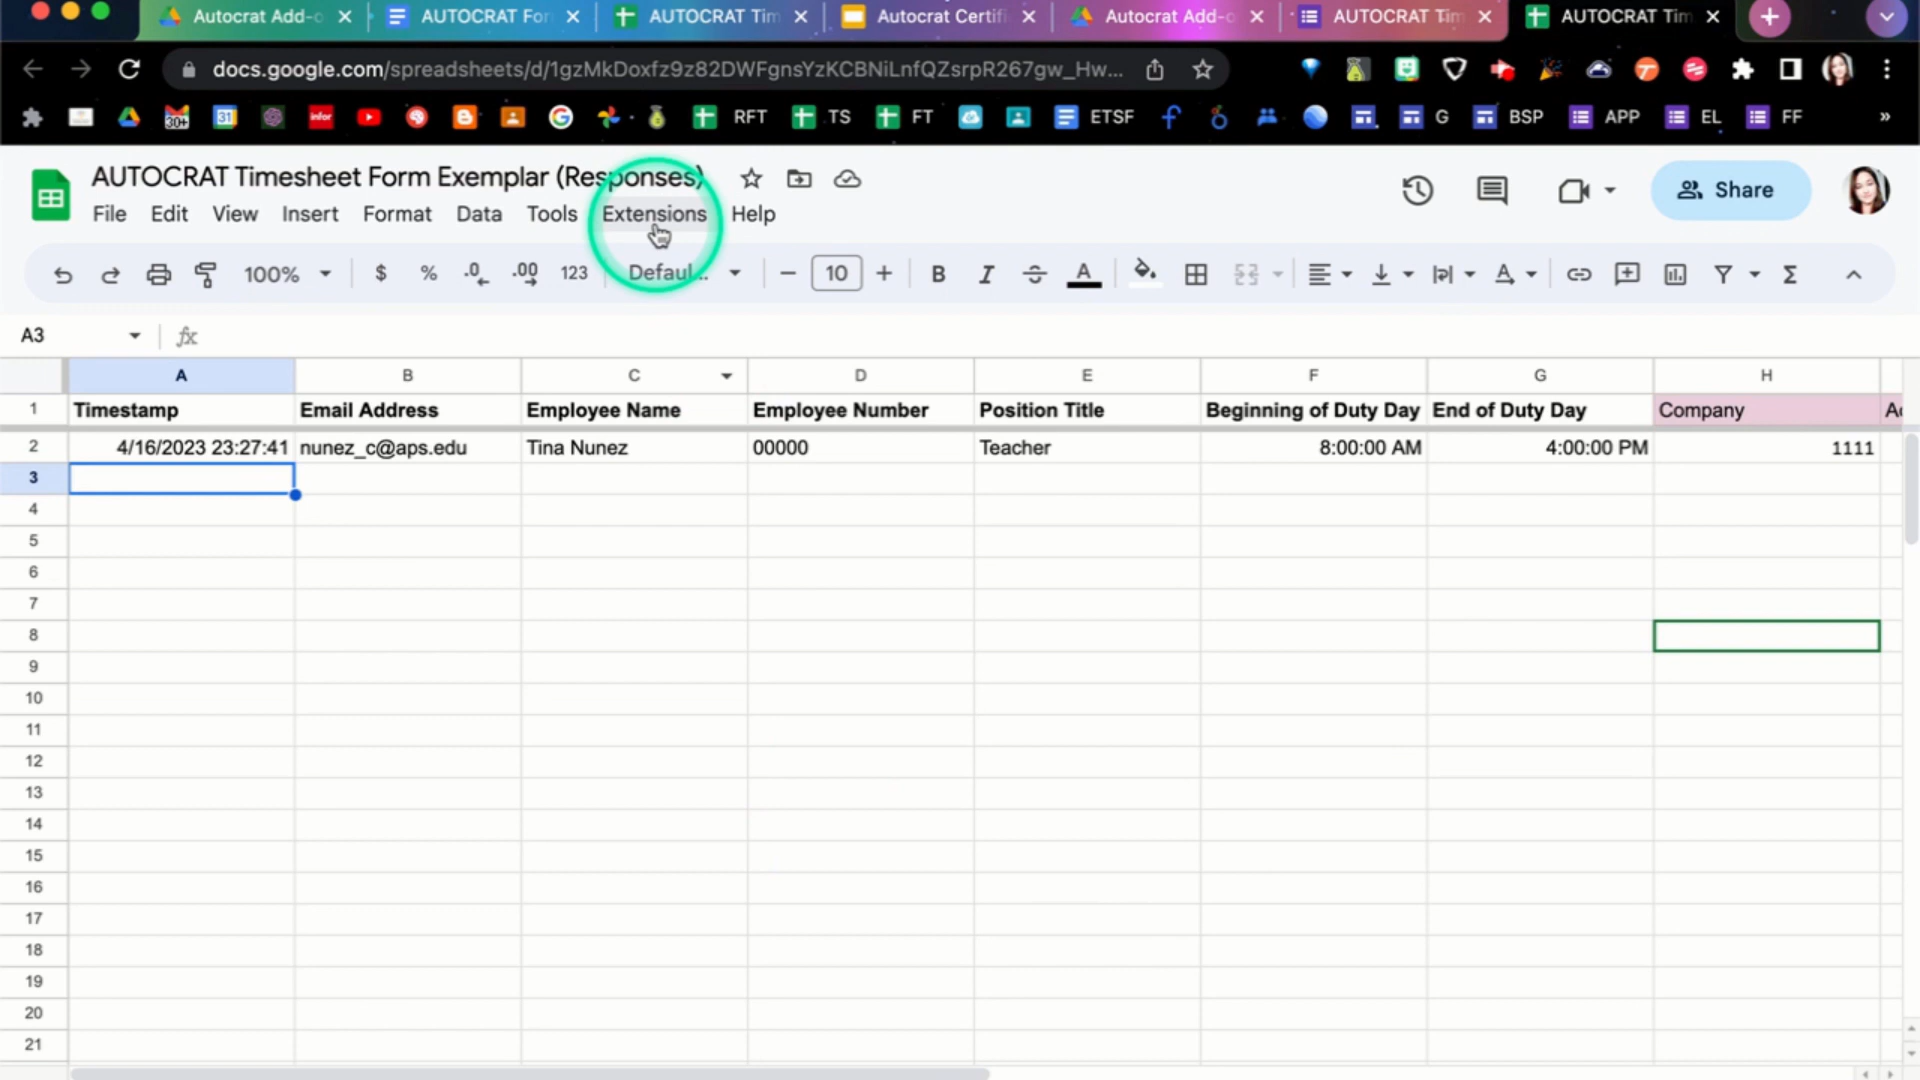 Autocrat Add-o
AUTOCRAT For
AUTOCRAT Tim
Autocrat Certifi
Autocrat Add-o
AUTOCRAT Tim
AUTOCRAT Tim
docs.google.com/spreadsheets/d/1gzMkDoxfz9z82DWFgnsYzKCBNiLnfQZsrpR267gw_Hw...
30+ 31 infor RFT TS FT ETSF G BSP APP EL FF »
AUTOCRAT Timesheet Form Exemplar (Responses)
File Edit View Insert Format Data Tools Extensions Help
Share
100% $ % .0 .00 123 Defaul... 10 B I S A Σ
A3 fx
A B C D E F G H
1 Timestamp Email Address Employee Name Employee Number Position Title Beginning of Duty Day End of Duty Day Company
2 4/16/2023 23:27:41 nunez_c@aps.edu Tina Nunez 00000 Teacher 8:00:00 AM 4:00:00 PM 1111
3
4
5
6
7
8
9
10
11
12
13
14
15
16
17
18
19
20
21